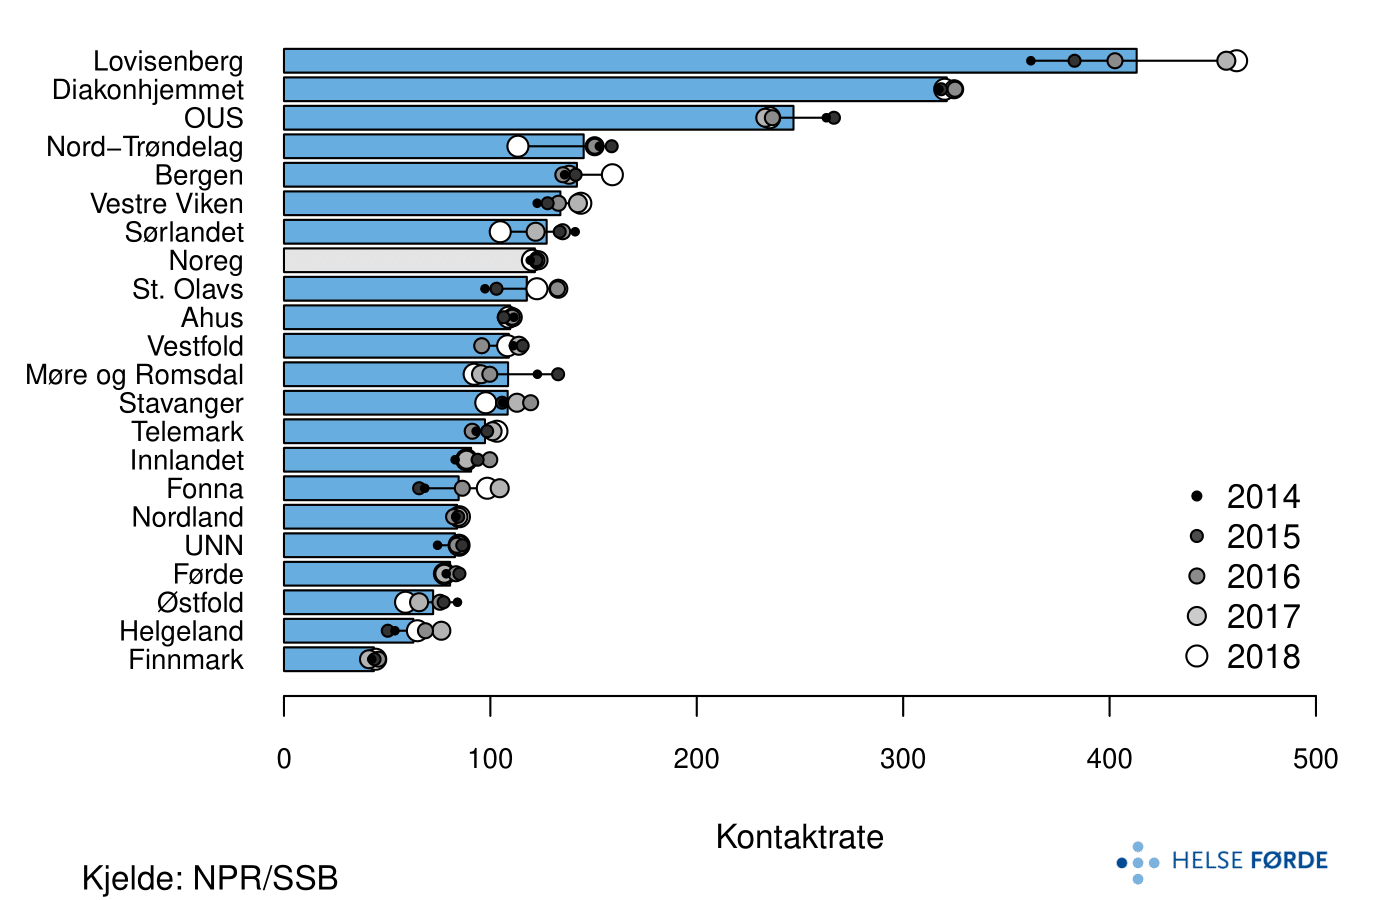 Lovisenberg
Diakonhjemmet
OUS
Nord−Trøndelag
Bergen
Vestre Viken
Sørlandet
Noreg
St. Olavs
Ahus
Vestfold
Møre og Romsdal
Stavanger
Telemark
Innlandet
Fonna
Nordland
UNN
Førde
Østfold
Helgeland
Finnmark
2014
2015
2016
2017
2018
0 100 200 300 400 500
Kontaktrate
Kjelde: NPR/SSB
HELSE FØRDE